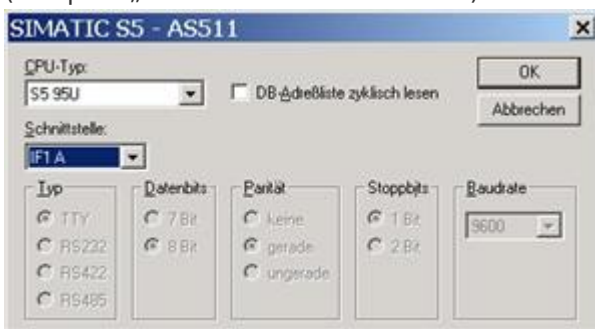 SIMATIC S5 - AS511
CPU-Typ:
S5 95U
DB-Adreßliste zyklisch lesen
OK
Abbrechen
Schnittstelle:
IF1 A
Typ
TTY
RS232
RS422
RS485
Datenbits
7 Bit
8 Bit
Parität
keine
gerade
ungerade
Stoppbits
1 Bit
2 Bit
Baudrate
9600